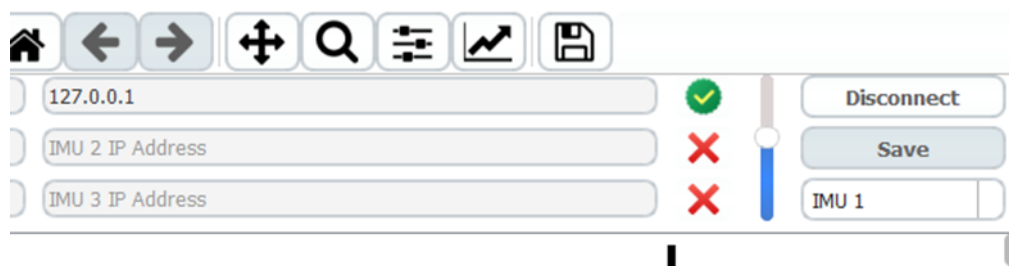 127.0.0.1
Disconnect
IMU 2 IP Address
Save
IMU 3 IP Address
IMU 1